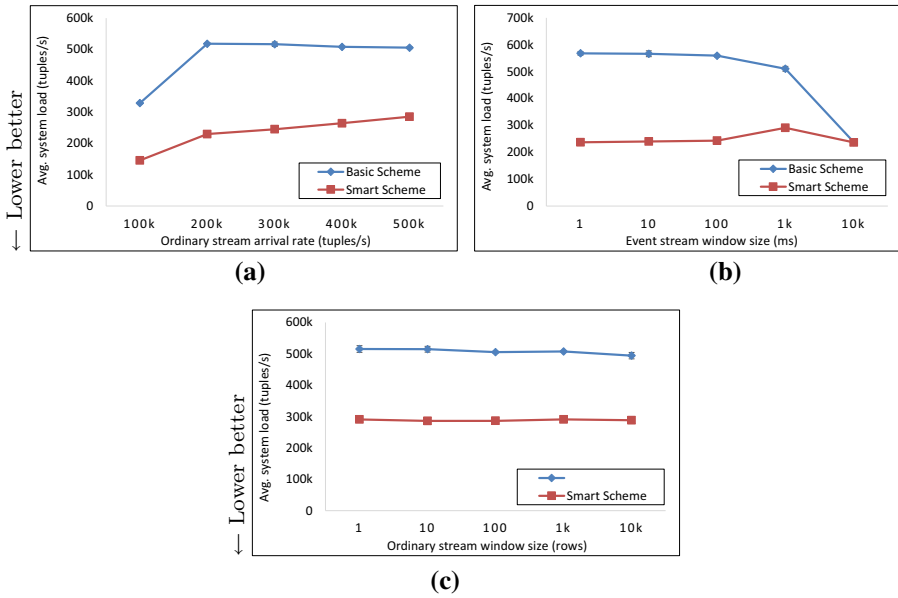 600k
500k
400k
300k
200k
100k
0
Avg. system load (tuples/s)
← Lower better
100k 200k 300k 400k 500k
Ordinary stream arrival rate (tuples/s)
Basic Scheme
Smart Scheme
(a)
700k
600k
500k
400k
300k
200k
100k
0
Avg. system load (tuples/s)
1 10 100 1k 10k
Event stream window size (ms)
Basic Scheme
Smart Scheme
(b)
600k
500k
400k
300k
200k
100k
0
Avg. system load (tuples/s)
← Lower better
1 10 100 1k 10k
Ordinary stream window size (rows)
Smart Scheme
(c)